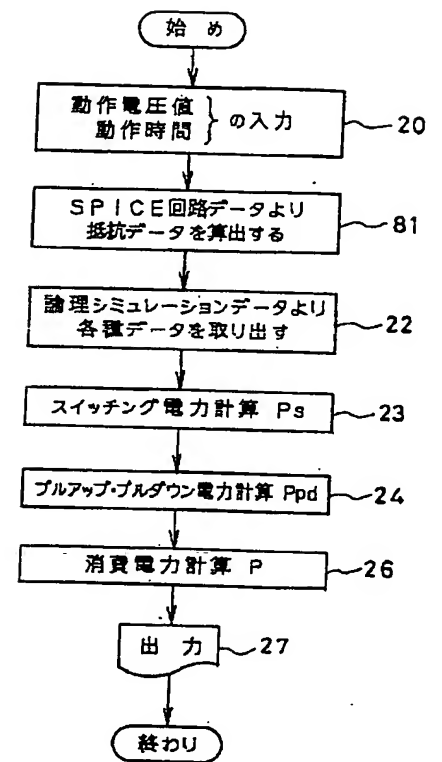 始め
動作電圧値
動作時間 } の入力
20
SPICE回路データより
抵抗データを算出する
81
論理シミュレーションデータより
各種データを取り出す
22
スイッチング電力計算 Ps
23
プルアップ・プルダウン電力計算 Ppd
24
消費電力計算 P
26
出力
27
終わり